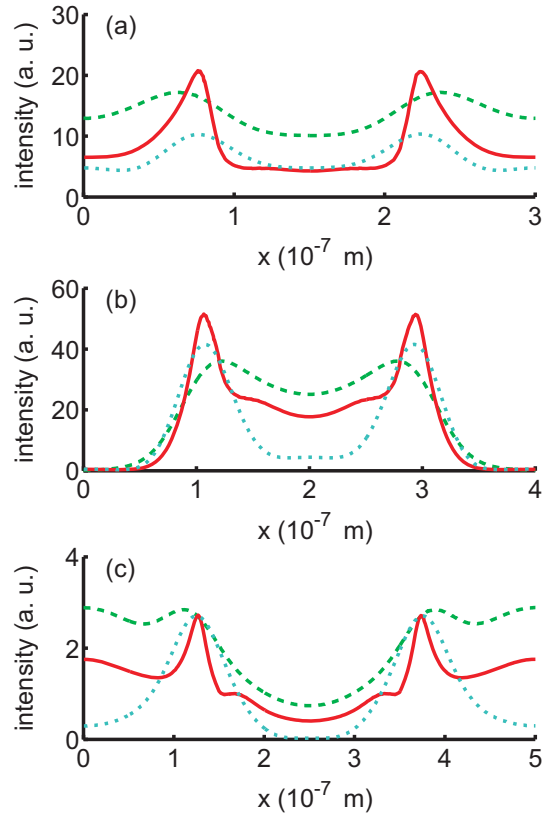 (a)
intensity (a. u.)
30
20
10
0
0 1 2 3
x (10⁻⁷ m)
(b)
intensity (a. u.)
60
40
20
0
0 1 2 3 4
x (10⁻⁷ m)
(c)
intensity (a. u.)
4
2
0
0 1 2 3 4 5
x (10⁻⁷ m)